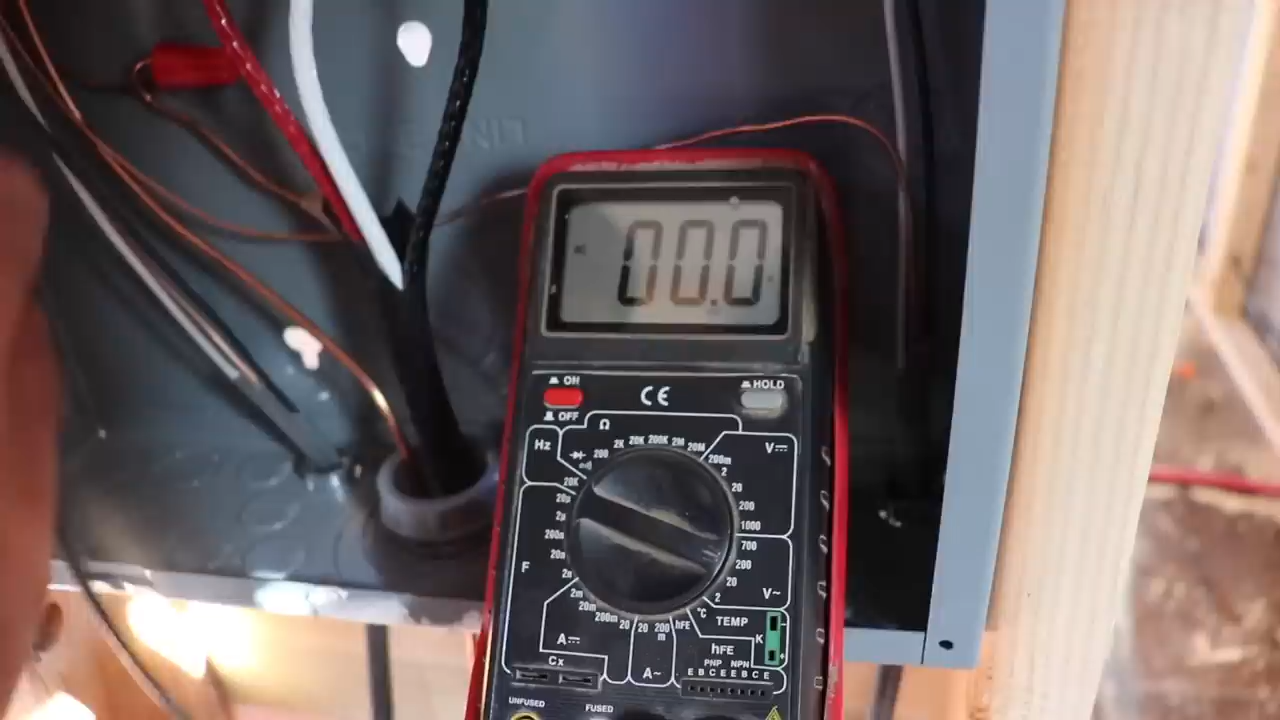 00.0
ON
CE
HOLD
OFF
Ω
Hz
200
2K
20K
200K
2M
20M
V
200m
2
20
200
1000
20K
20µ
2µ
200n
20n
2n
F
700
200
20
2
V~
2m
20m
200m
20
A
20
200
m
A~
hFE
°C
TEMP
K
hFE
PNP NPN
E B C E E B C E
Cx
UNFUSED
FUSED